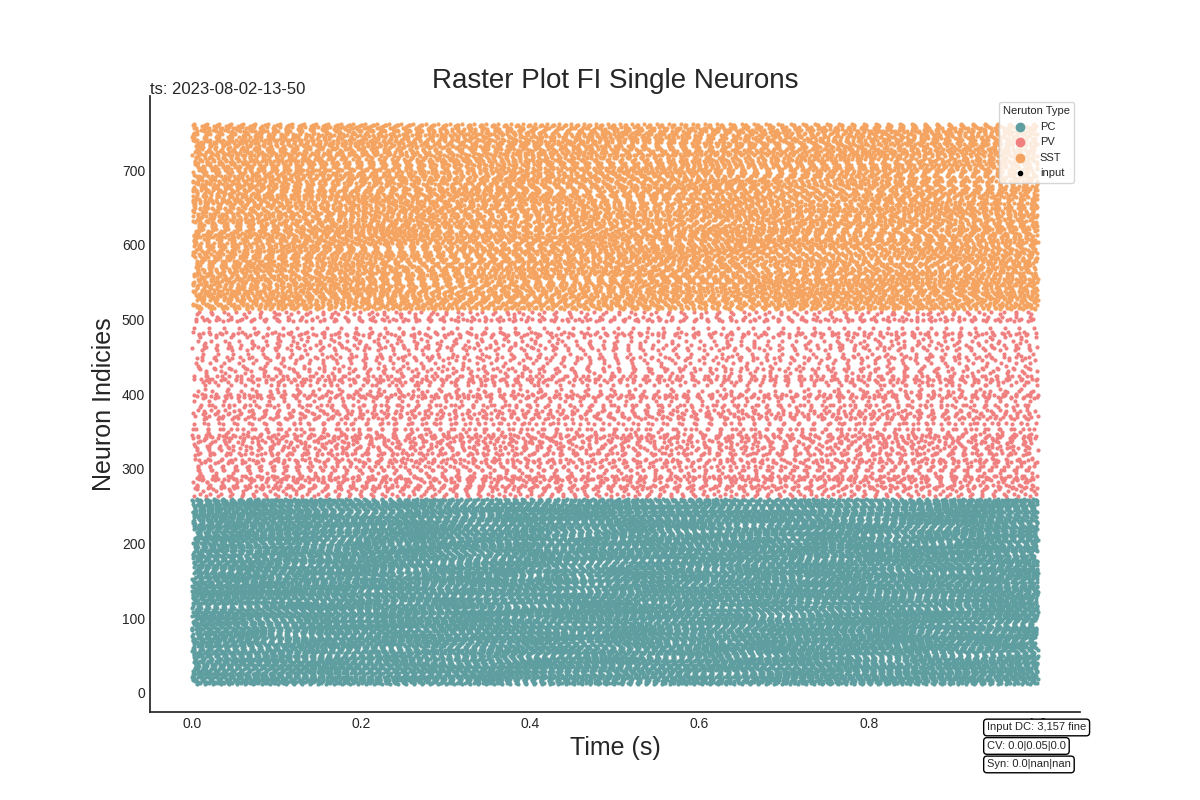 Raster Plot FI Single Neurons
ts: 2023-08-02-13-50
Neruton Type
PC
PV
SST
input
700
600
500
400
300
200
100
0
Neuron Indicies
0.0 0.2 0.4 0.6 0.8
Time (s)
Input DC: 3,157 fine
CV: 0.0|0.05|0.0
Syn: 0.0|nan|nan